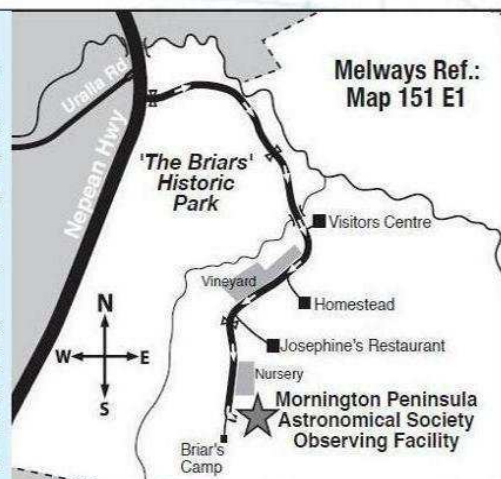 Melways Ref.:
Map 151 E1
Uralla Rd
Nepean Hwy
'The Briars'
Historic
Park
Visitors Centre
Vineyard
Homestead
N
W
E
S
Josephine's Restaurant
Nursery
Mornington Peninsula
Astronomical Society
Observing Facility
Briar's
Camp